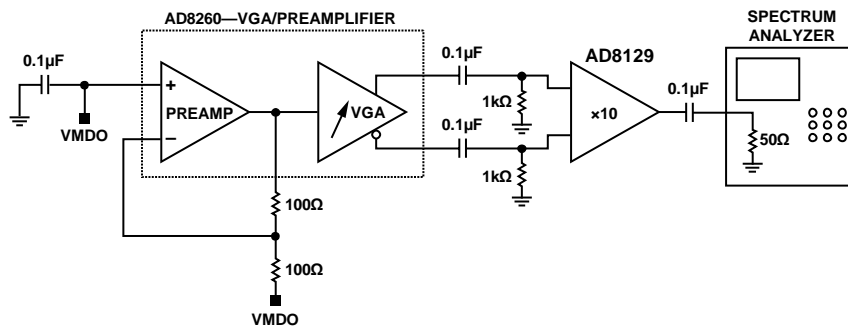 AD8260—VGA/PREAMPLIFIER
SPECTRUM
ANALYZER
0.1µF
VMDO
+
PREAMP
−
VGA
0.1µF
1kΩ
0.1µF
1kΩ
AD8129
×10
0.1µF
50Ω
100Ω
100Ω
VMDO